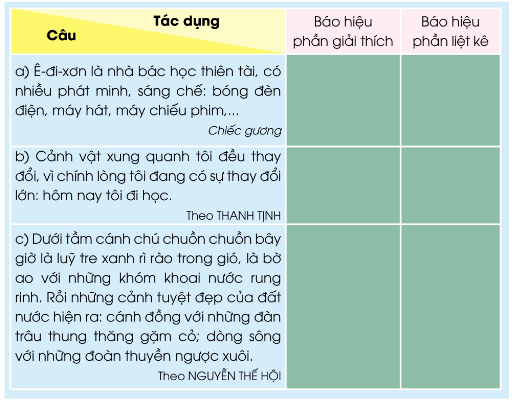 Tác dụng
Câu
Báo hiệu
phần giải thích
Báo hiệu
phần liệt kê
a) Ê-đi-xơn là nhà bác học thiên tài, có
nhiều phát minh, sáng chế: bóng đèn
điện, máy hát, máy chiếu phim,...
Chiếc gương
b) Cảnh vật xung quanh tôi đều thay
đổi, vì chính lòng tôi đang có sự thay đổi
lớn: hôm nay tôi đi học.
Theo THANH TỊNH
c) Dưới tầm cánh chú chuồn chuồn bây
giờ là luỹ tre xanh rì rào trong gió, là bờ
ao với những khóm khoai nước rung
rinh. Rồi những cảnh tuyệt đẹp của đất
nước hiện ra: cánh đồng với những đàn
trâu thung thăng gặm cỏ; dòng sông
với những đoàn thuyền ngược xuôi.
Theo NGUYỄN THẾ HỘI